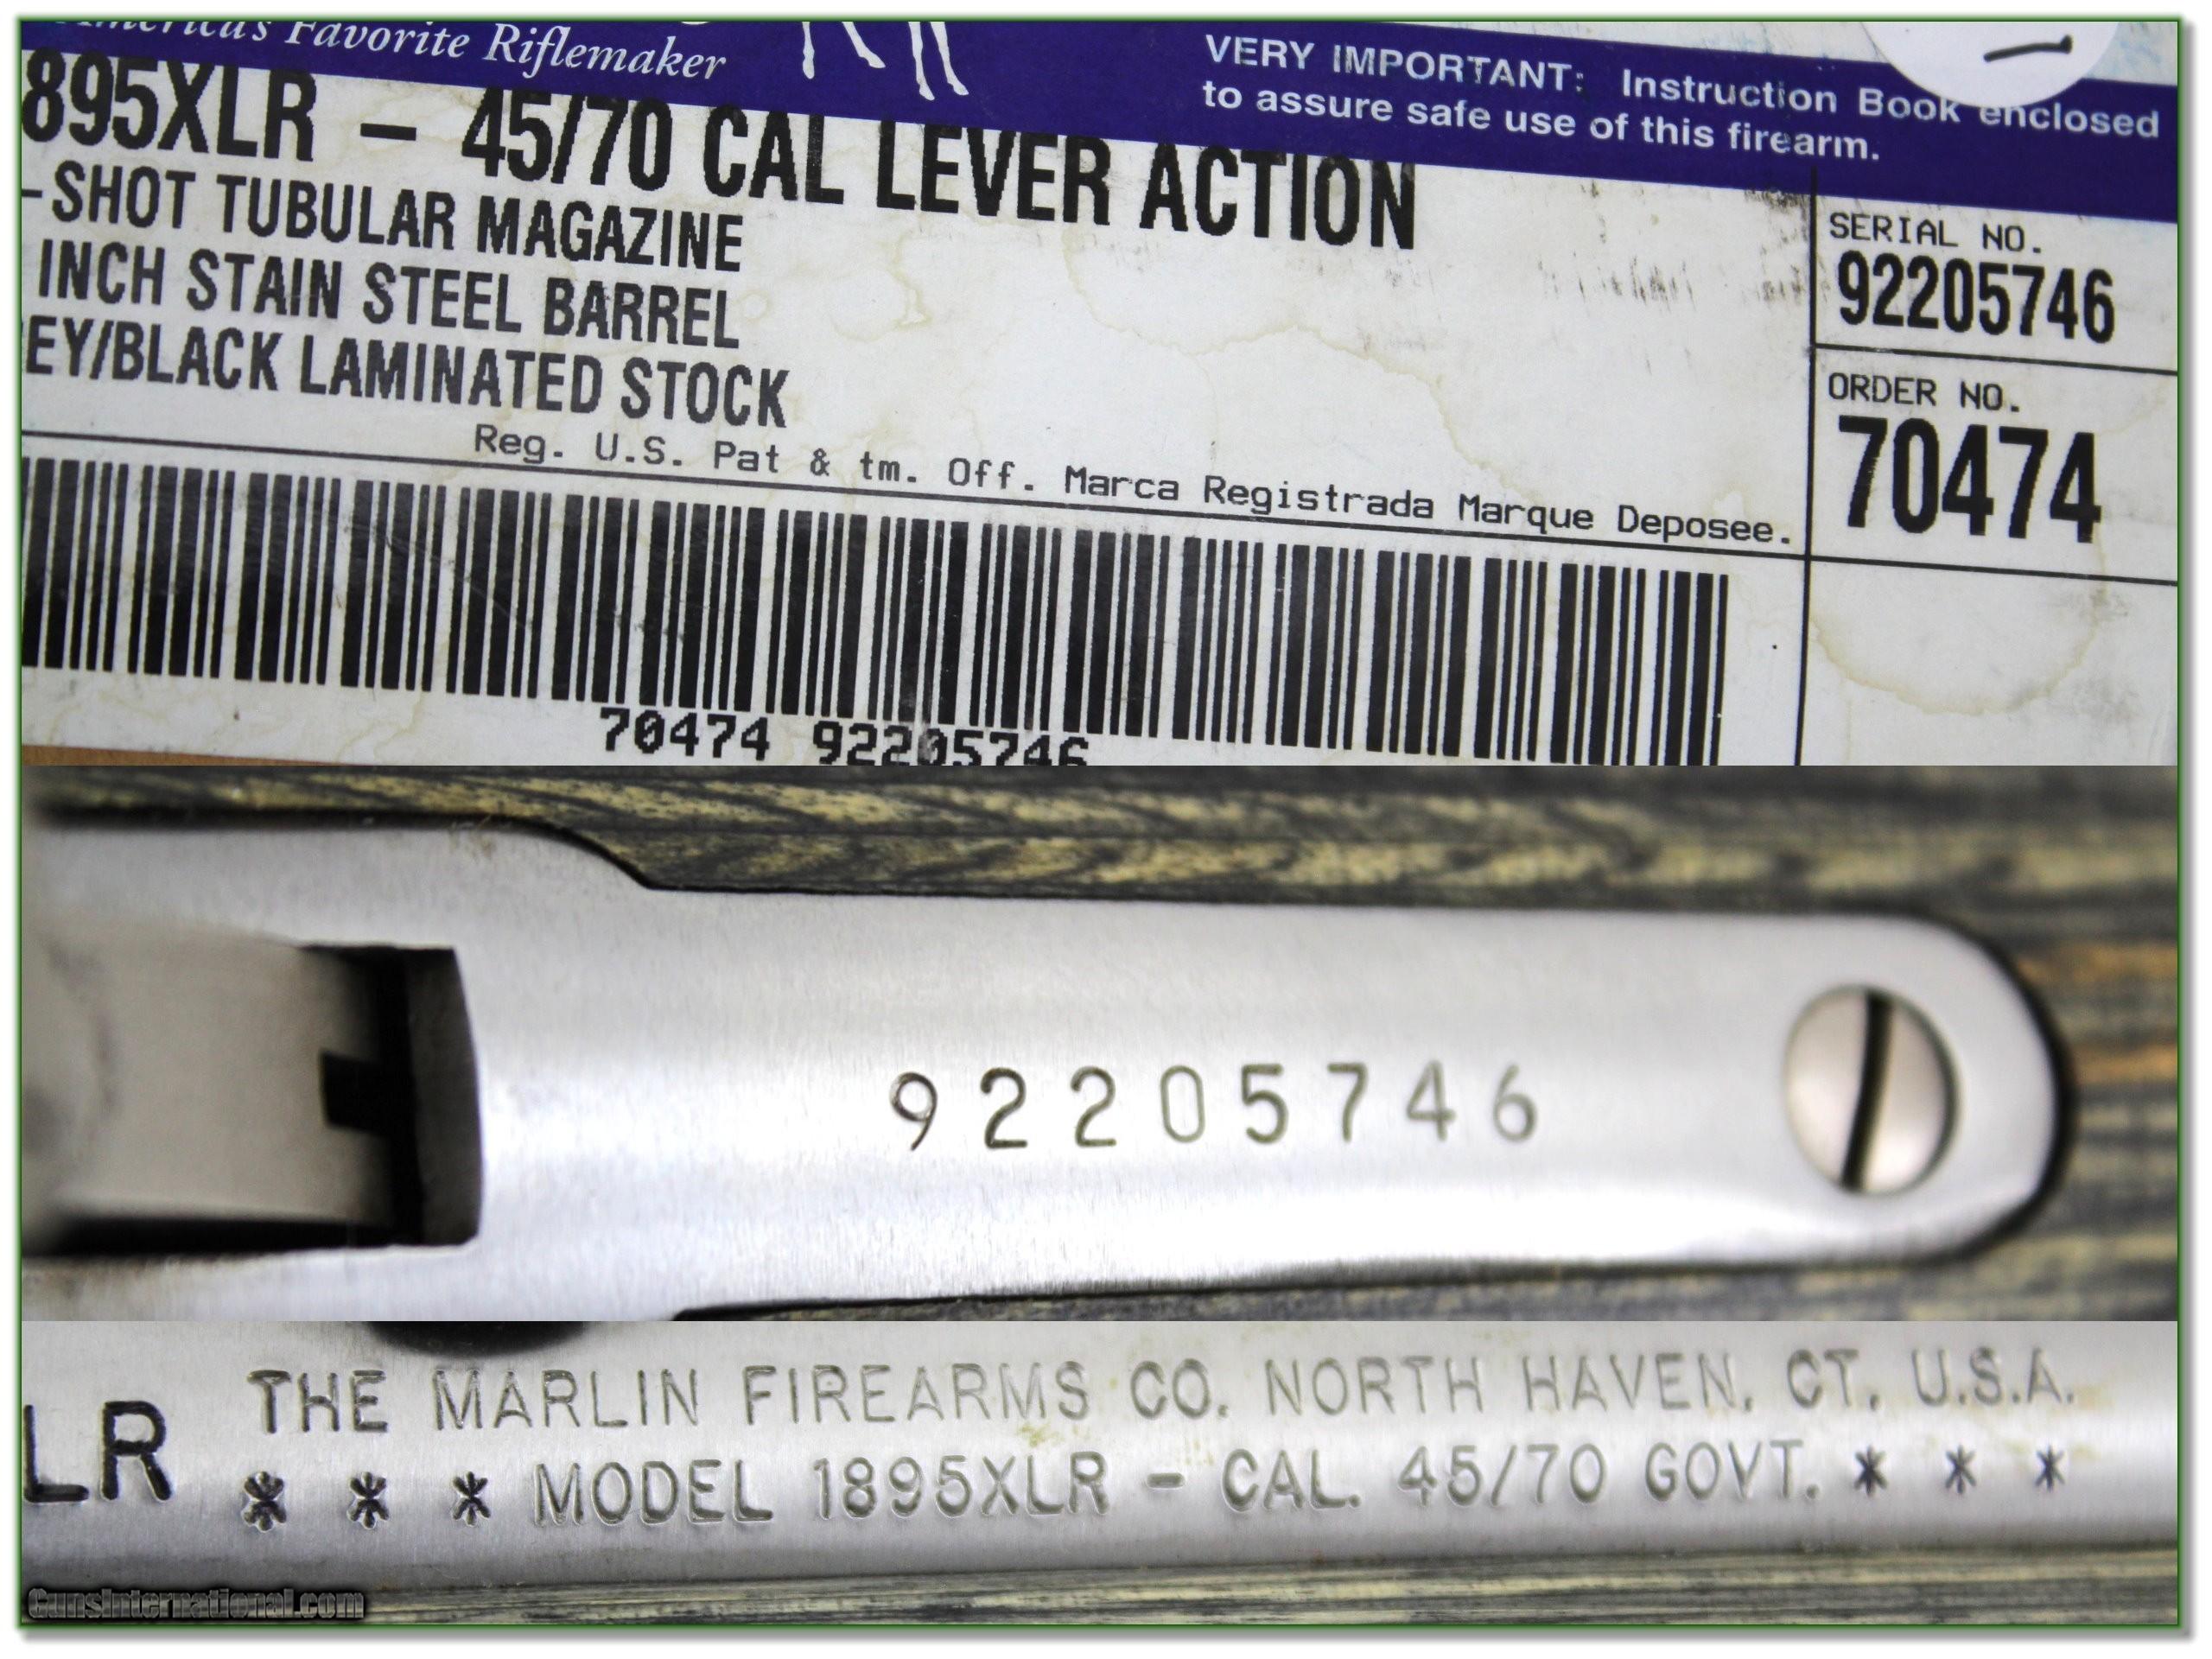 America's Favorite Riflemaker
VERY IMPORTANT: Instruction Book enclosed
to assure safe use of this firearm.
895XLR – 45/70 CAL LEVER ACTION
-SHOT TUBULAR MAGAZINE
INCH STAIN STEEL BARREL
EY/BLACK LAMINATED STOCK
SERIAL NO.
92205746
ORDER NO.
70474
Reg. U.S. Pat & tm. Off. Marca Registrada Marque Deposee.
70474 92205746
92205746
LR
THE MARLIN FIREARMS CO. NORTH HAVEN, CT. U.S.A.
* * * MODEL 1895XLR – CAL. 45/70 GOVT. * * *
GunsInternational.com